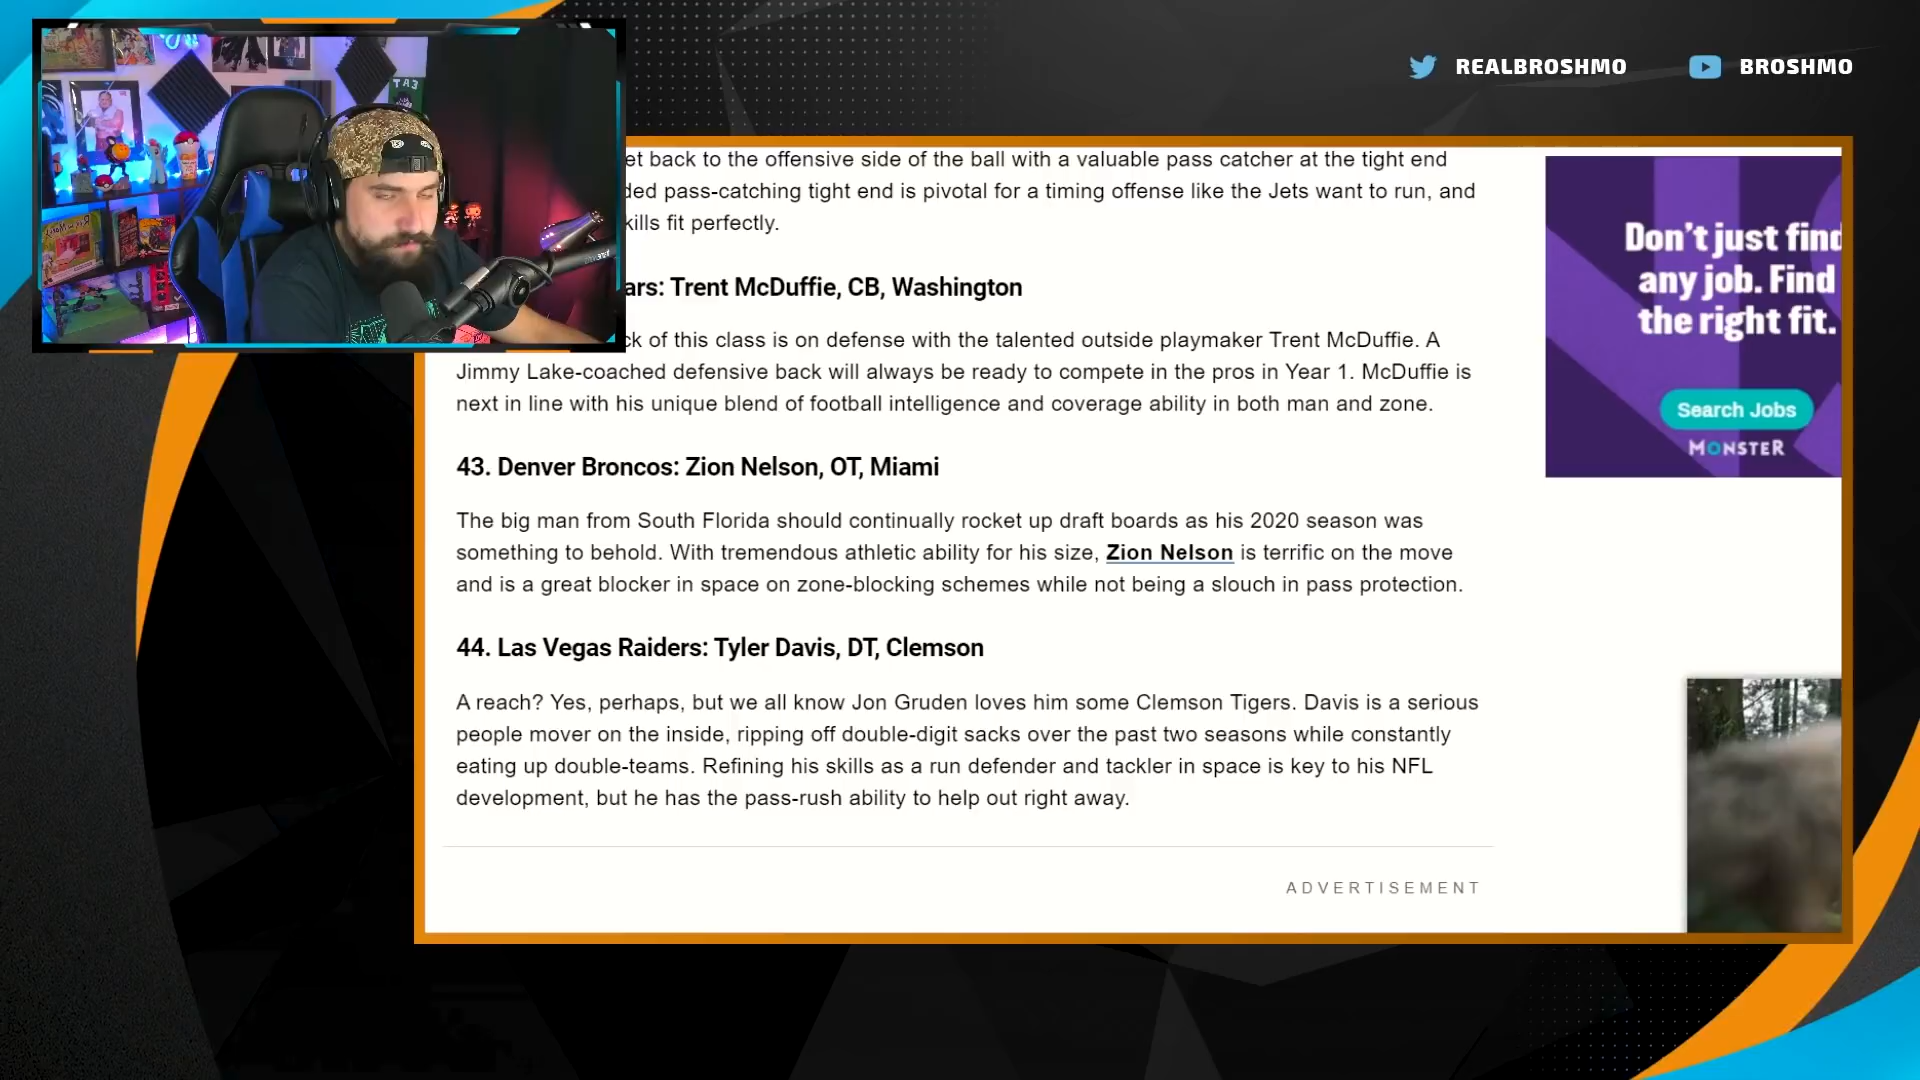 REALBROSHMO
BROSHMO
TA3
et back to the offensive side of the ball with a valuable pass catcher at the tight end
ded pass-catching tight end is pivotal for a timing offense like the Jets want to run, and
kills fit perfectly.
ars: Trent McDuffie, CB, Washington
ck of this class is on defense with the talented outside playmaker Trent McDuffie. A
Jimmy Lake-coached defensive back will always be ready to compete in the pros in Year 1. McDuffie is
next in line with his unique blend of football intelligence and coverage ability in both man and zone.
43. Denver Broncos: Zion Nelson, OT, Miami
The big man from South Florida should continually rocket up draft boards as his 2020 season was
something to behold. With tremendous athletic ability for his size, Zion Nelson is terrific on the move
and is a great blocker in space on zone-blocking schemes while not being a slouch in pass protection.
44. Las Vegas Raiders: Tyler Davis, DT, Clemson
A reach? Yes, perhaps, but we all know Jon Gruden loves him some Clemson Tigers. Davis is a serious
people mover on the inside, ripping off double-digit sacks over the past two seasons while constantly
eating up double-teams. Refining his skills as a run defender and tackler in space is key to his NFL
development, but he has the pass-rush ability to help out right away.
ADVERTISEMENT
Don't just find
any job. Find
the right fit.
Search Jobs
MONSTER